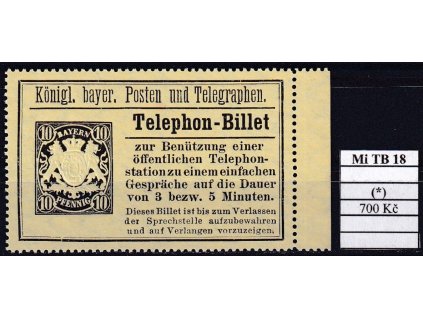 Königl. bayer. Posten und Telegraphen.
10 10
BAYERN
PFENNIG
10 10
Telephon-Billet
zur Benützung einer
öffentlichen Telephon-
station zu einem einfachen
Gespräche auf die Dauer
von 3 bezw. 5 Minuten.
Dieses Billet ist bis zum Verlassen
der Sprechstelle aufzubewahren
und auf Verlangen vorzuzeigen.
Mi TB 18
(*)
700 Kč